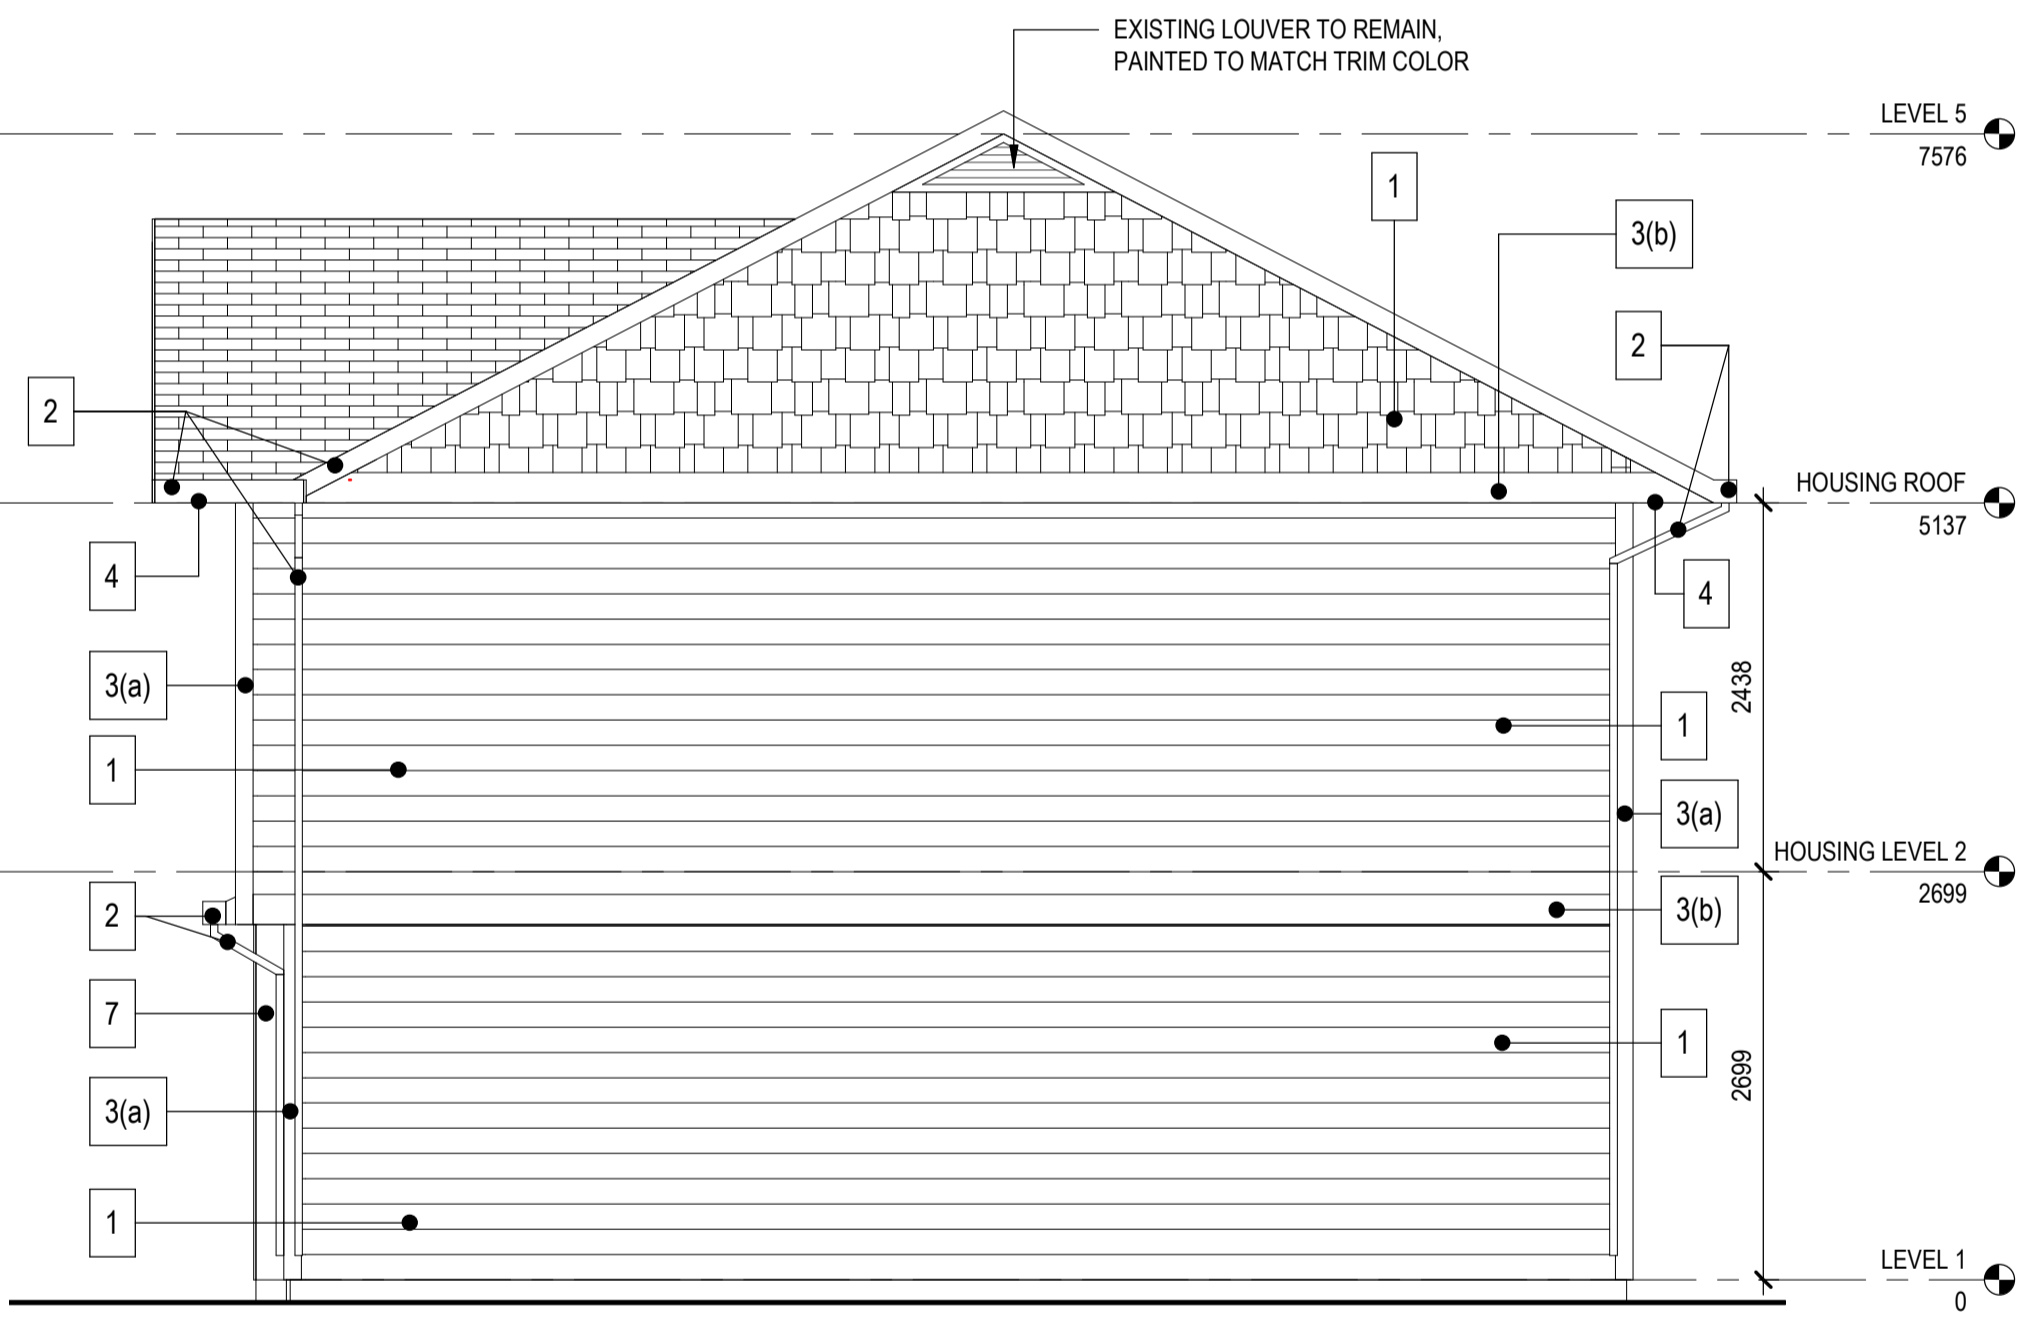 EXISTING LOUVER TO REMAIN,
PAINTED TO MATCH TRIM COLOR
LEVEL 5
7576
1
3(b)
2
2
HOUSING ROOF
5137
4
4
3(a)
2438
1
1
3(a)
HOUSING LEVEL 2
2699
2
3(b)
7
1
2699
3(a)
1
LEVEL 1
0